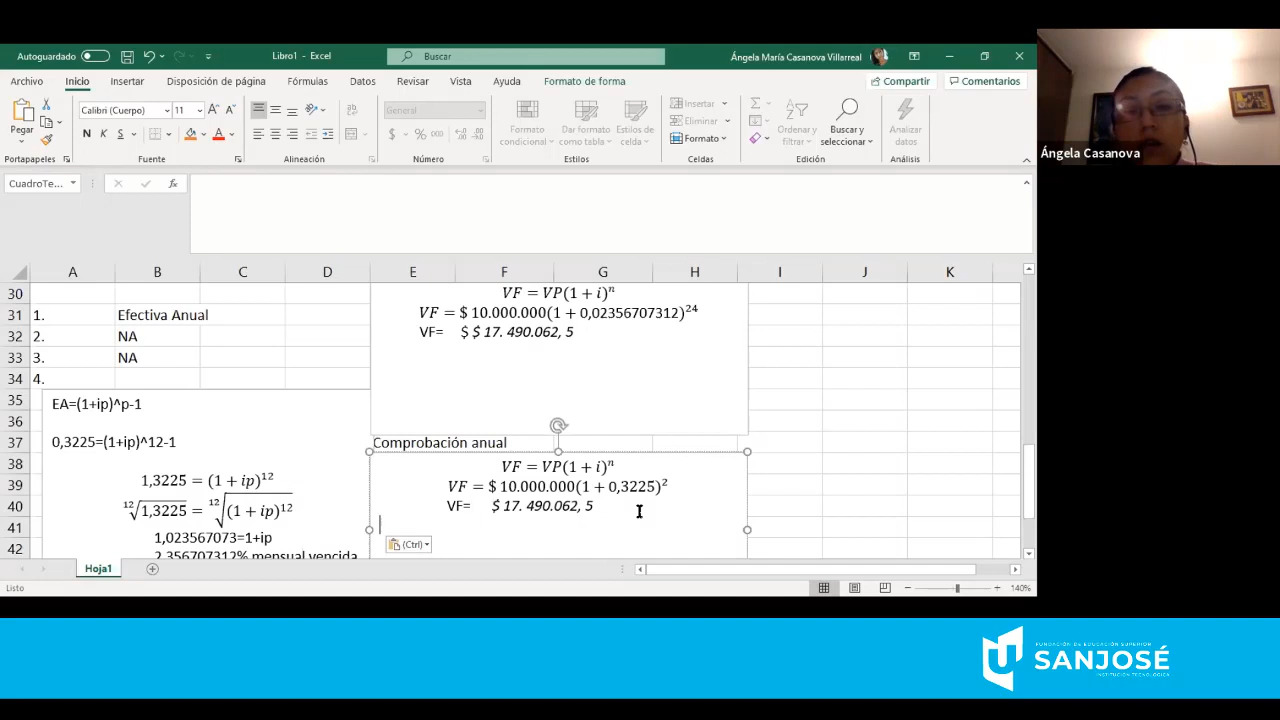 Autoguardado
Libro1 - Excel
Buscar
Ángela María Casanova Villarreal
Archivo Inicio Insertar Disposición de página Fórmulas Datos Revisar Vista Ayuda Formato de forma
Compartir Comentarios
Pegar
Calibri (Cuerpo) 11
N K S
General
Formato condicional
Dar formato como tabla
Estilos de celda
Insertar
Eliminar
Formato
Ordenar y filtrar
Buscar y seleccionar
Analizar datos
Portapapeles Fuente Alineación Número Estilos Celdas Edición Análisis
Ángela Casanova
CuadroTe... fx
A B C D E F G H I J K
30
31 1. Efectiva Anual
32 2. NA
33 3. NA
34 4.
35
36
37
38
39
40
41
42
VF = VP(1 + i)^n
VF = $ 10.000.000(1 + 0,02356707312)^24
VF= $ $ 17. 490.062, 5
EA=(1+ip)^p-1
0,3225=(1+ip)^12-1
1,3225 = (1 + ip)^12
12√1,3225 = 12√(1 + ip)^12
1,023567073=1+ip
2,356707312% mensual vencida
Comprobación anual
VF = VP(1 + i)^n
VF = $ 10.000.000(1 + 0,3225)^2
VF= $ 17. 490.062, 5
(Ctrl)
Hoja1
Listo
140%
FUNDACIÓN DE EDUCACIÓN SUPERIOR
SANJOSÉ
INSTITUCIÓN TECNOLÓGICA